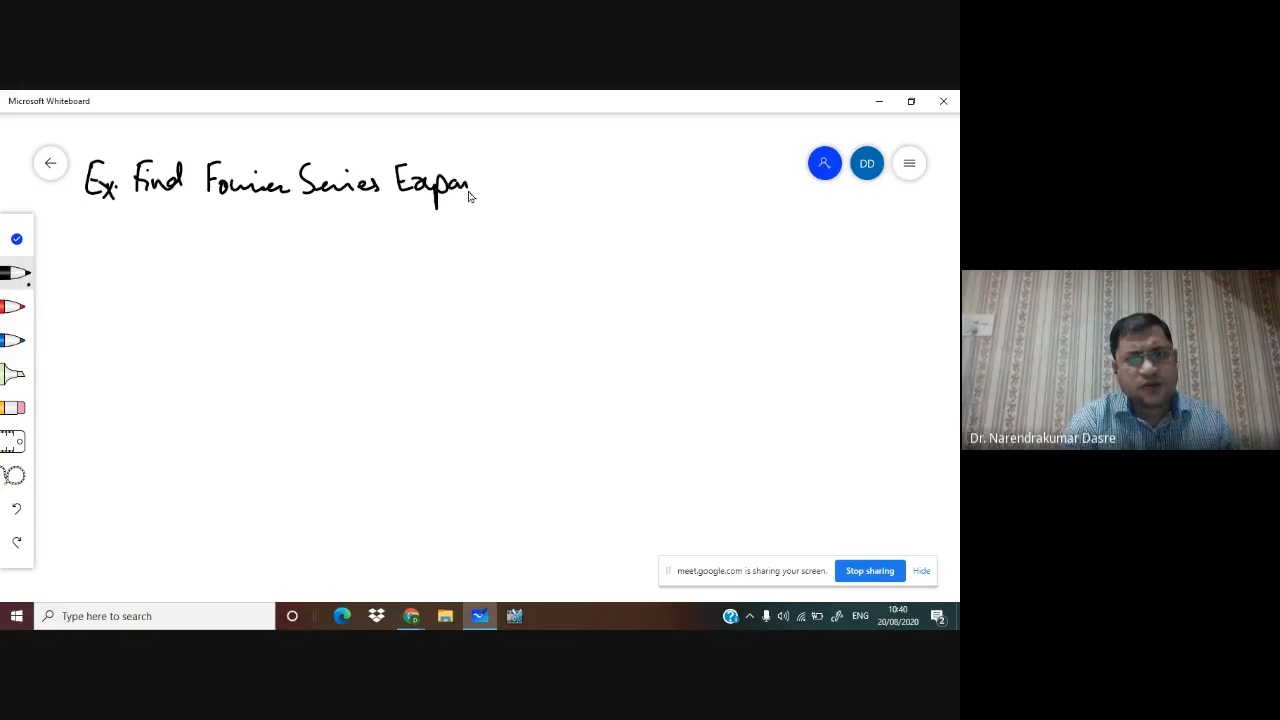 Microsoft Whiteboard
DD
Ex. Find Fourier Series Expan
Dr. Narendrakumar Dasre
meet.google.com is sharing your screen.
Stop sharing
Hide
Type here to search
ENG
10:40
20/08/2020
2